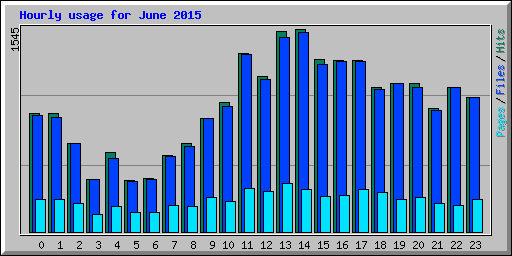 Hourly usage for June 2015
1545
Pages/Files/Hits
0 1 2 3 4 5 6 7 8 9 10 11 12 13 14 15 16 17 18 19 20 21 22 23